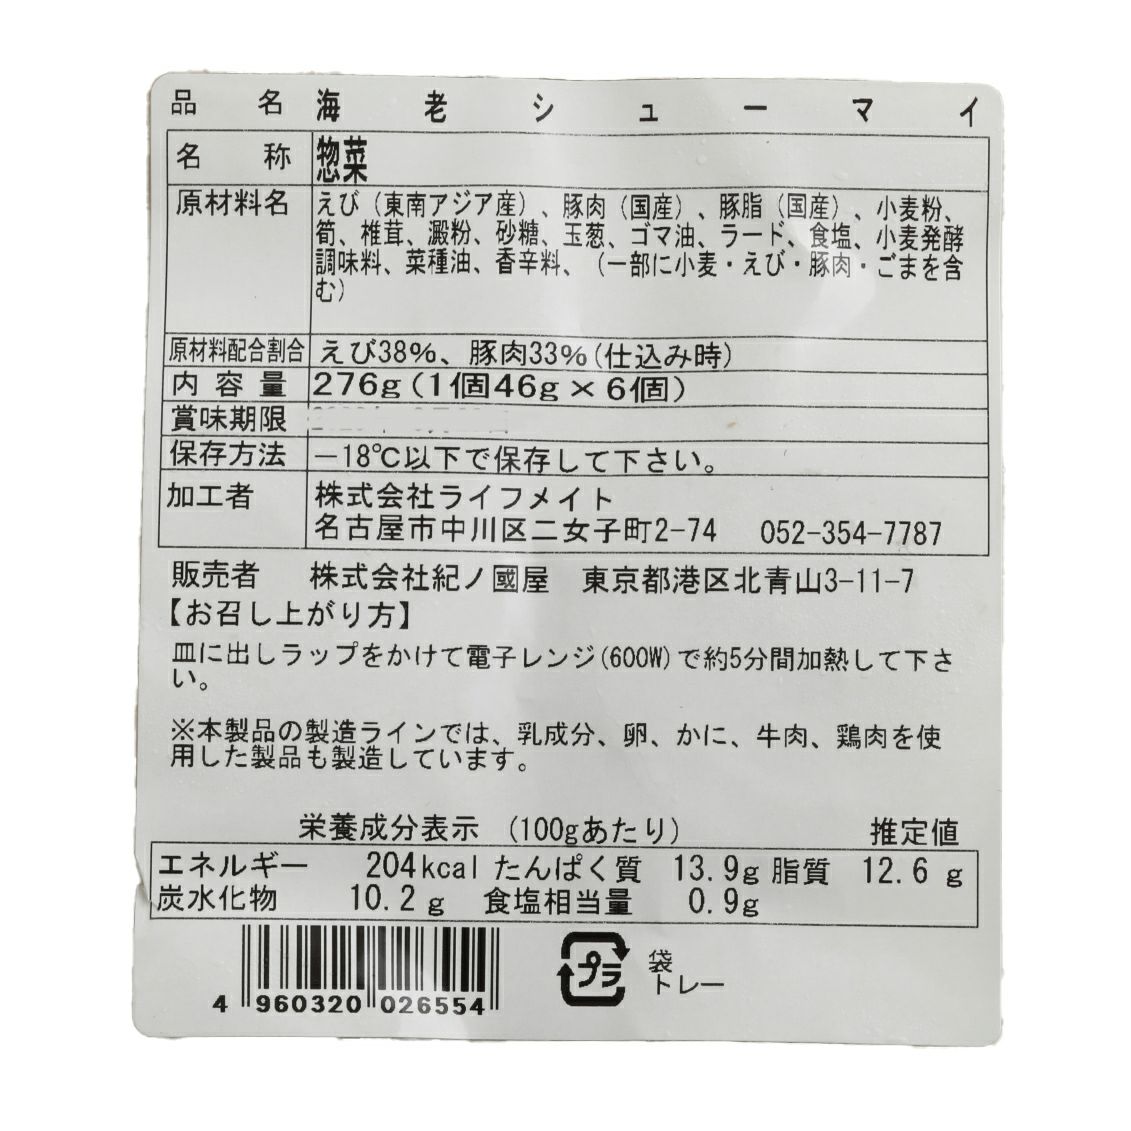 品名 海老シューマイ
名称 惣菜
原材料名 えび（東南アジア産）、豚肉（国産）、豚脂（国産）、小麦粉、
筍、椎茸、澱粉、砂糖、玉葱、ゴマ油、ラード、食塩、小麦発酵
調味料、菜種油、香辛料、（一部に小麦・えび・豚肉・ごまを含
む）
原材料配合割合 えび38％、豚肉33％(仕込み時)
内容量 276g(1個46g×6個)
賞味期限
保存方法 −18℃以下で保存して下さい。
加工者 株式会社ライフメイト
名古屋市中川区二女子町2-74 052-354-7787
販売者 株式会社紀ノ國屋 東京都港区北青山3-11-7
【お召し上がり方】
皿に出しラップをかけて電子レンジ(600W)で約5分間加熱して下さ
い。
※本製品の製造ラインでは、乳成分、卵、かに、牛肉、鶏肉を使
用した製品も製造しています。
栄養成分表示 (100gあたり) 推定値
エネルギー 204kcal たんぱく質 13.9g 脂質 12.6g
炭水化物 10.2g 食塩相当量 0.9g
プラ 袋
トレー
4 960320 026554